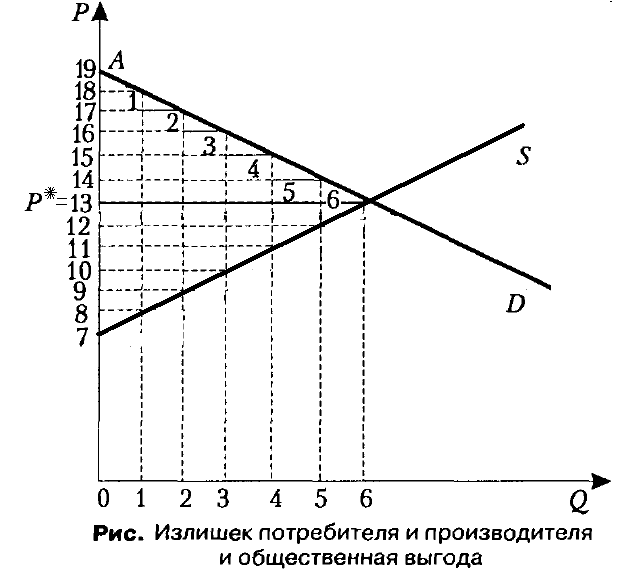 P
19 A
18
17 1
16 2
15 3
14 4
P*=13 5 6
12
11
10
9
8
7
S
D
0 1 2 3 4 5 6 Q
Рис. Излишек потребителя и производителя
и общественная выгода